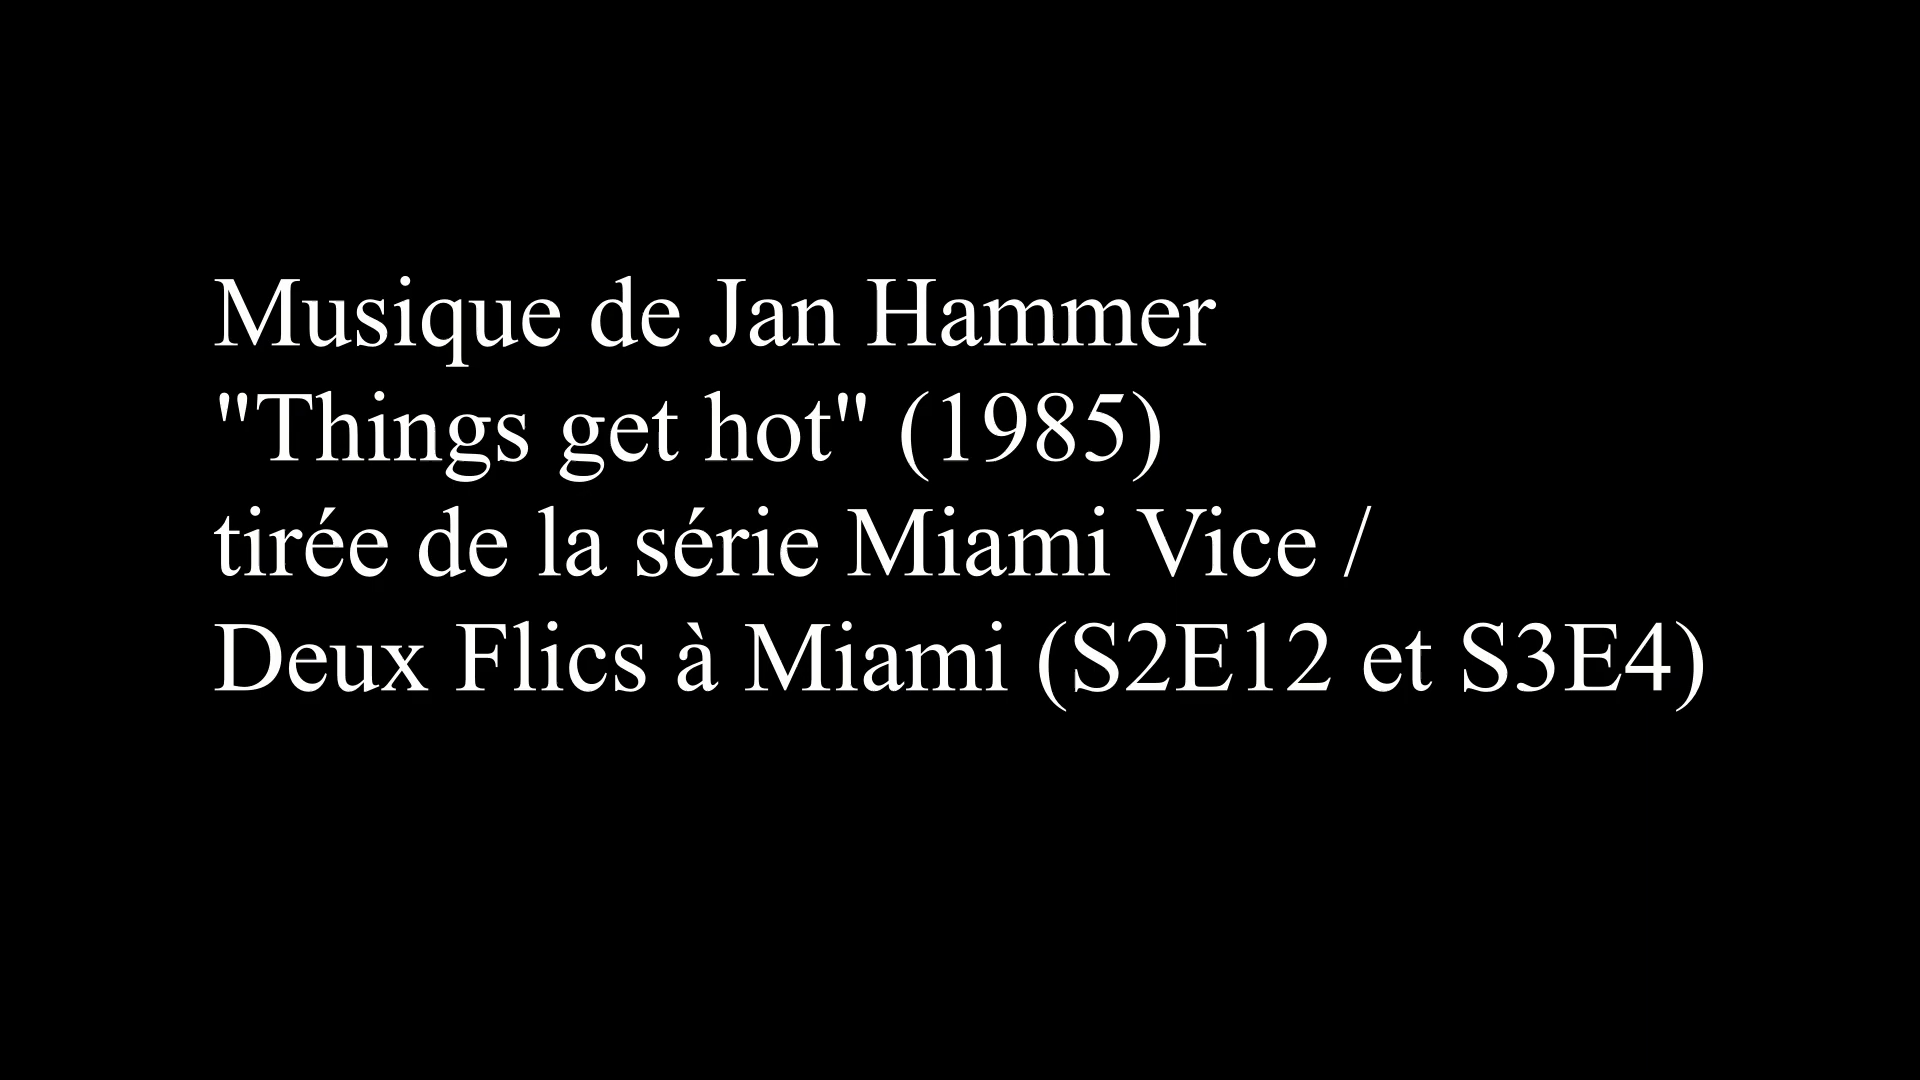 Musique de Jan Hammer
"Things get hot" (1985)
tirée de la série Miami Vice /
Deux Flics à Miami (S2E12 et S3E4)